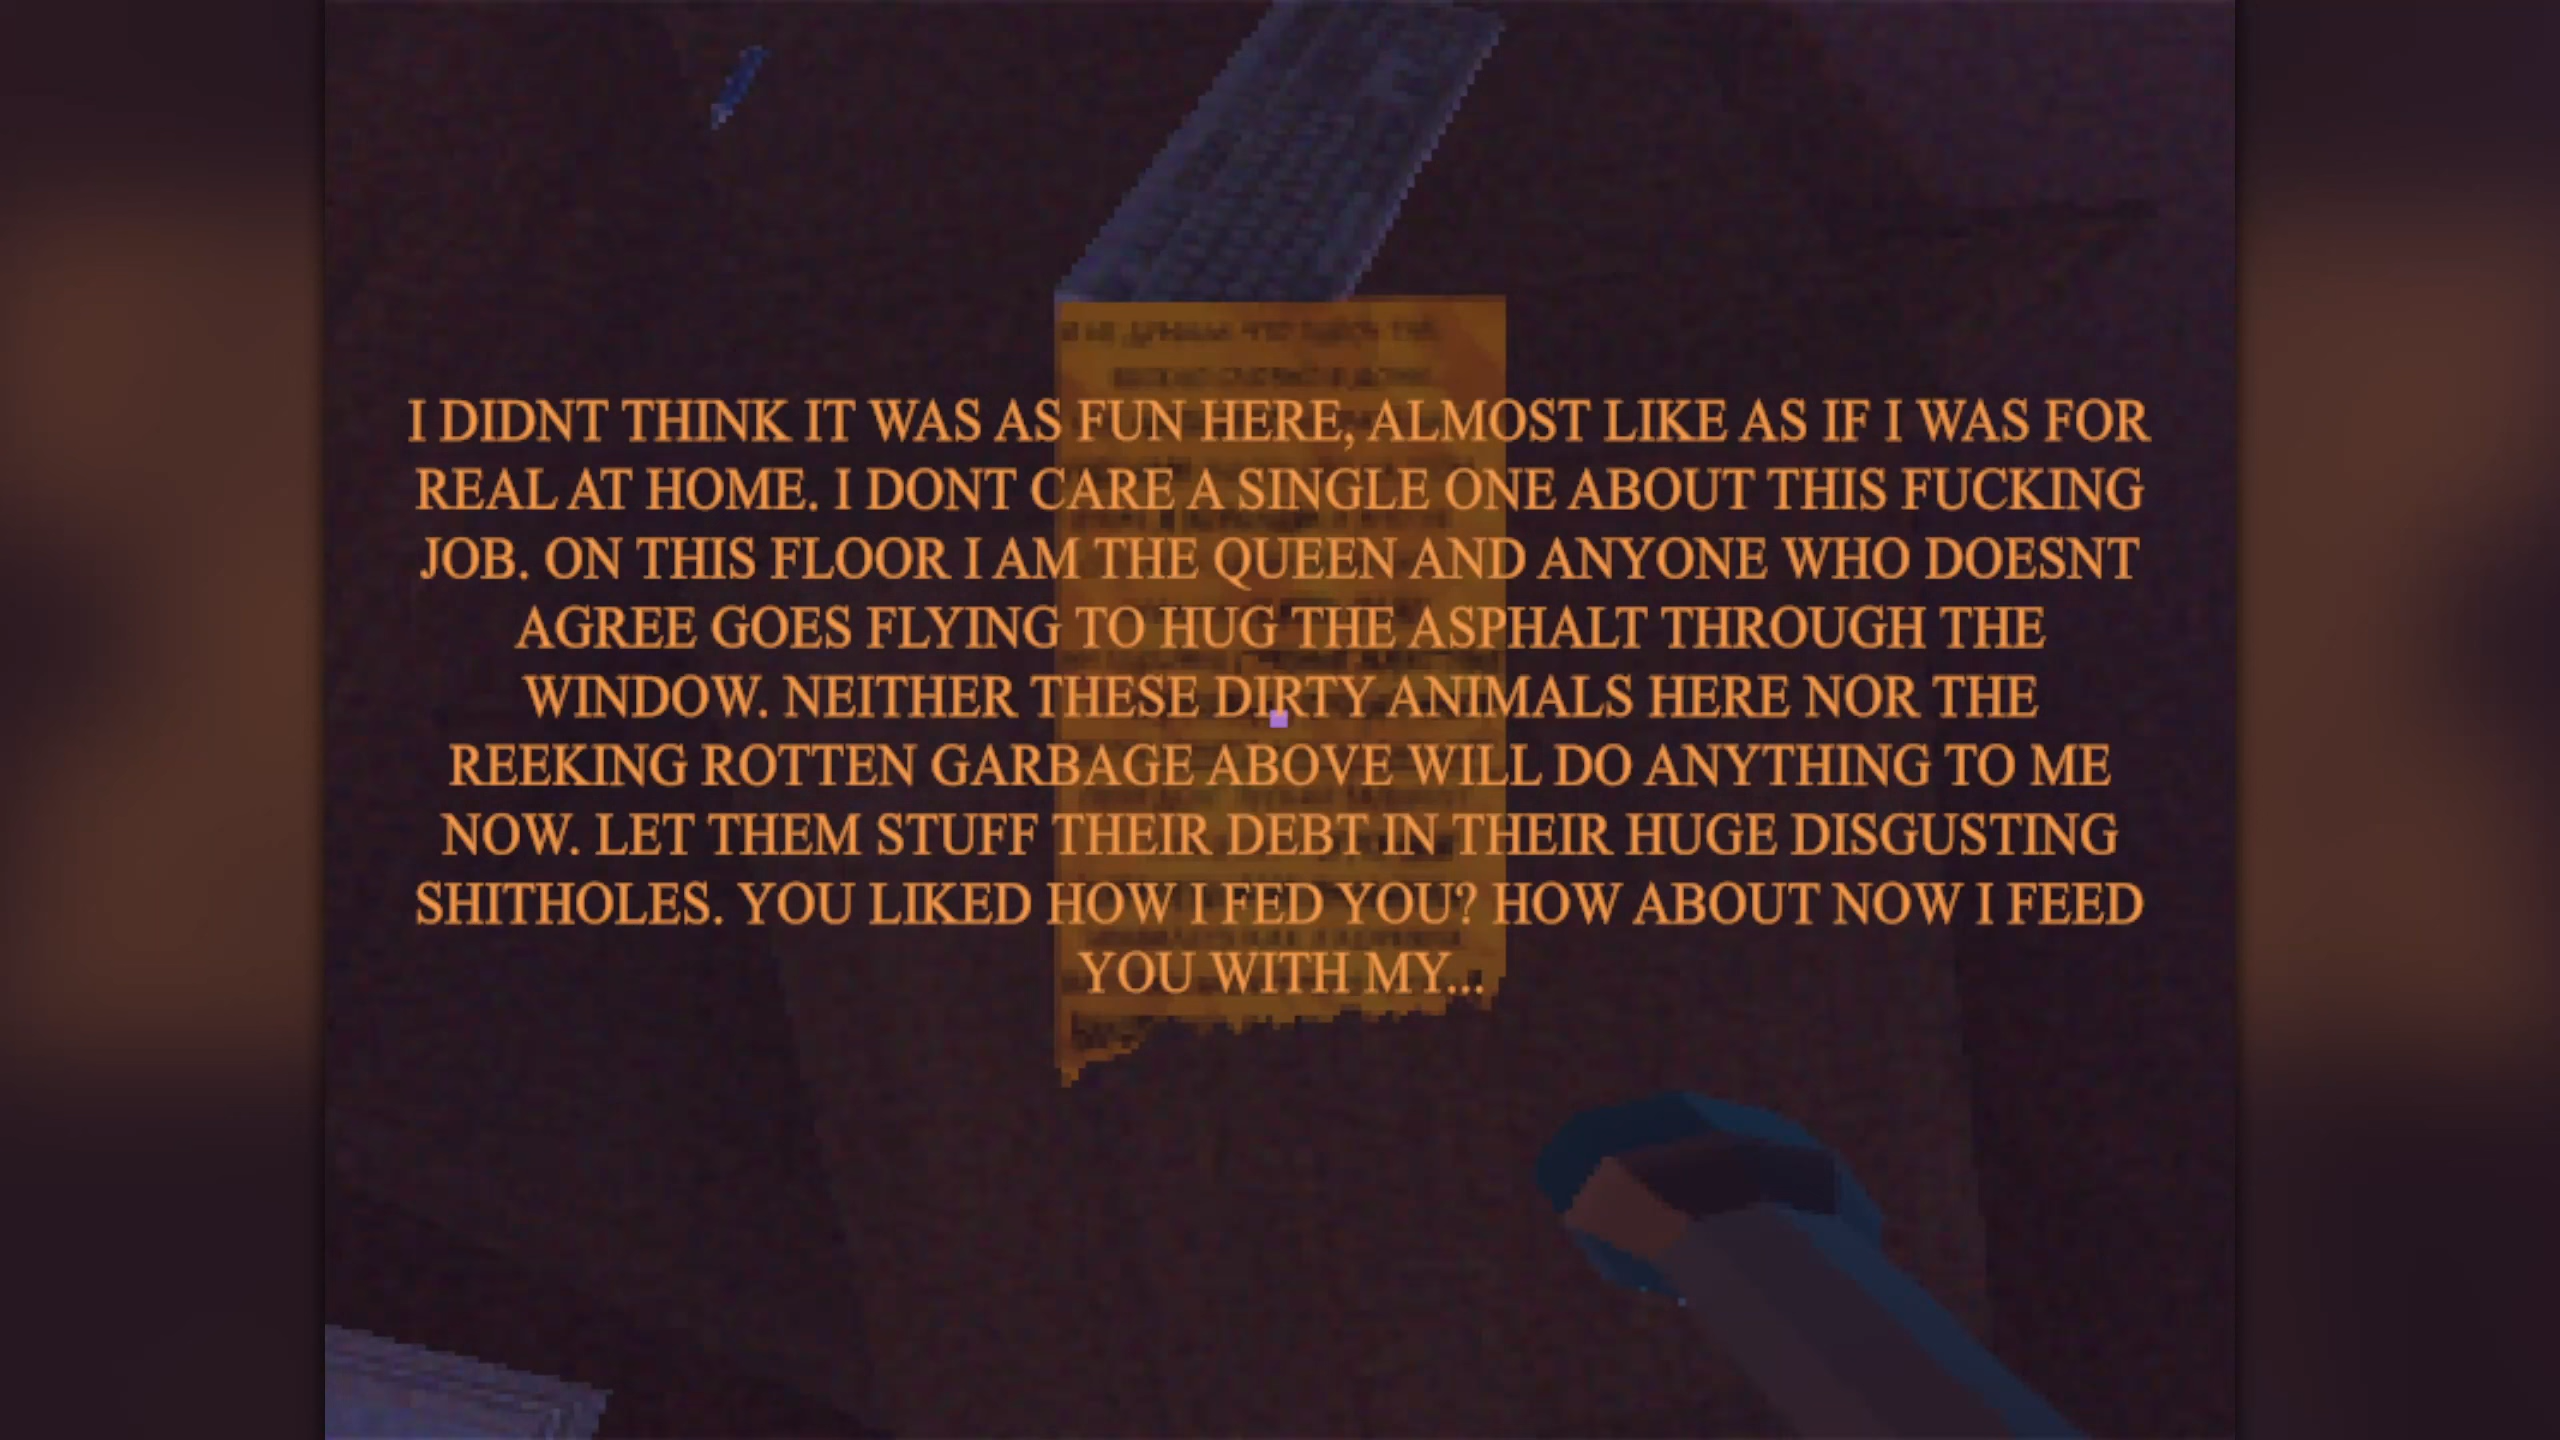 I DIDNT THINK IT WAS AS FUN HERE, ALMOST LIKE AS IF I WAS FOR
REAL AT HOME. I DONT CARE A SINGLE ONE ABOUT THIS FUCKING
JOB. ON THIS FLOOR I AM THE QUEEN AND ANYONE WHO DOESNT
AGREE GOES FLYING TO HUG THE ASPHALT THROUGH THE
WINDOW. NEITHER THESE DIRTY ANIMALS HERE NOR THE
REEKING ROTTEN GARBAGE ABOVE WILL DO ANYTHING TO ME
NOW. LET THEM STUFF THEIR DEBT IN THEIR HUGE DISGUSTING
SHITHOLES. YOU LIKED HOW I FED YOU? HOW ABOUT NOW I FEED
YOU WITH MY...